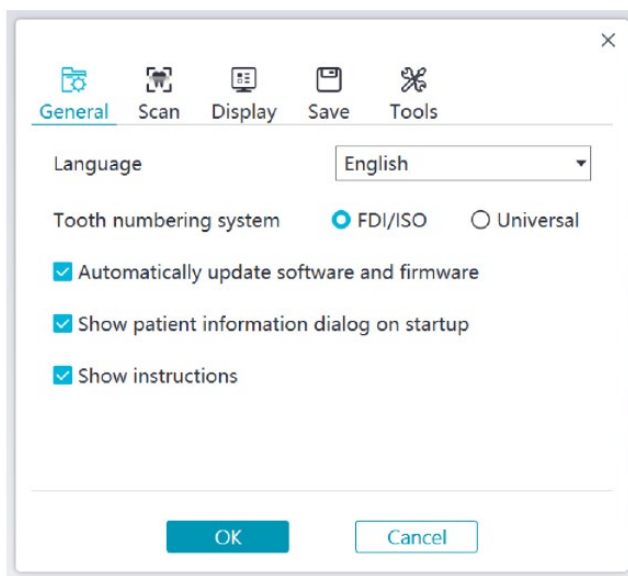 General Scan Display Save Tools
Language English
Tooth numbering system FDI/ISO Universal
Automatically update software and firmware
Show patient information dialog on startup
Show instructions
OK Cancel